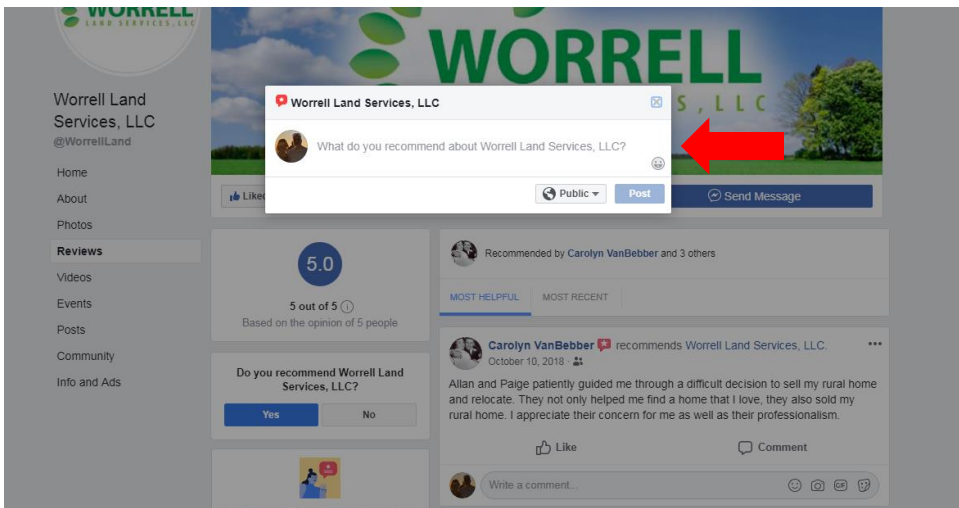 WORRELL
LAND SERVICES, LLC
WORRELL
S, LLC
Worrell Land
Services, LLC
@WorrellLand
Home
About
Photos
Reviews
Videos
Events
Posts
Community
Info and Ads
Worrell Land Services, LLC
What do you recommend about Worrell Land Services, LLC?
Public
Post
Liked
Send Message
5.0
5 out of 5
Based on the opinion of 5 people
Do you recommend Worrell Land
Services, LLC?
Yes
No
Recommended by Carolyn VanBebber and 3 others
MOST HELPFUL
MOST RECENT
Carolyn VanBebber recommends Worrell Land Services, LLC.
October 10, 2018 ·
Allan and Paige patiently guided me through a difficult decision to sell my rural home
and relocate. They not only helped me find a home that I love, they also sold my
rural home. I appreciate their concern for me as well as their professionalism.
Like
Comment
Write a comment...
GIF